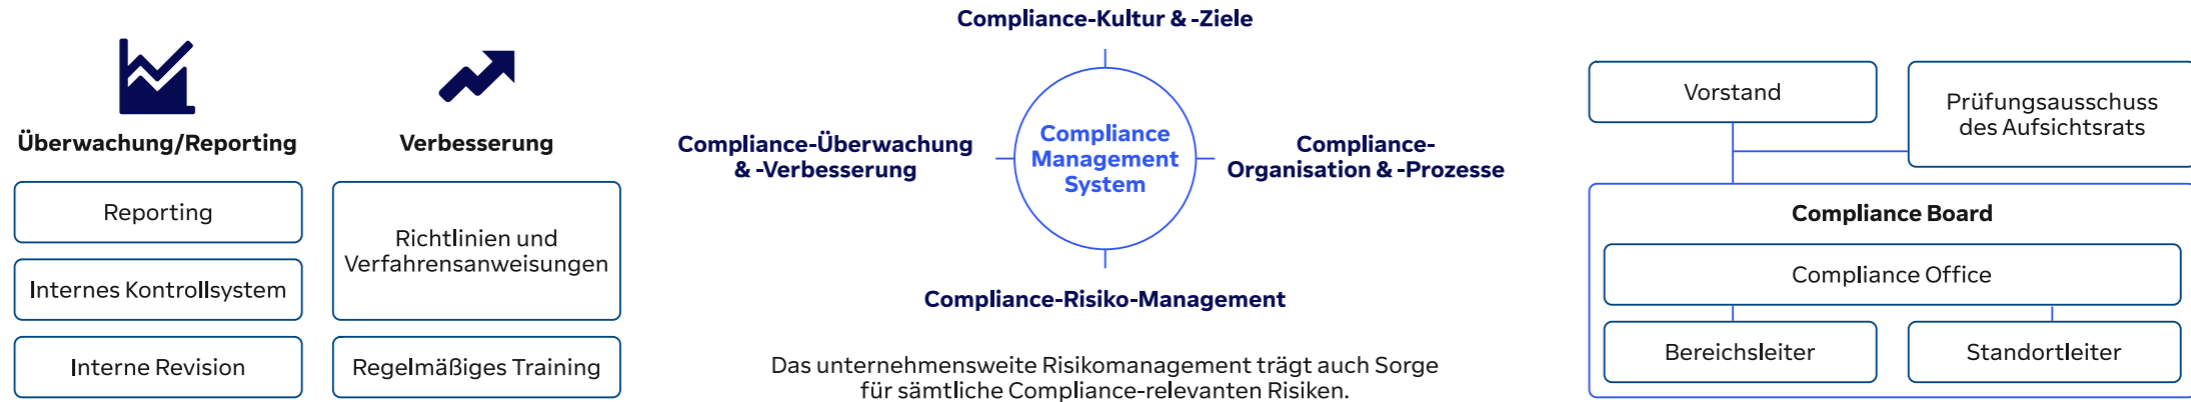 Überwachung/Reporting
Reporting
Internes Kontrollsystem
Interne Revision
Verbesserung
Richtlinien und
Verfahrensanweisungen
Regelmäßiges Training
Compliance-Kultur & -Ziele
Compliance-Überwachung
& -Verbesserung
Compliance
Management
System
Compliance-
Organisation & -Prozesse
Compliance-Risiko-Management
Das unternehmensweite Risikomanagement trägt auch Sorge
für sämtliche Compliance-relevanten Risiken.
Vorstand
Prüfungsausschuss
des Aufsichtsrats
Compliance Board
Compliance Office
Bereichsleiter
Standortleiter